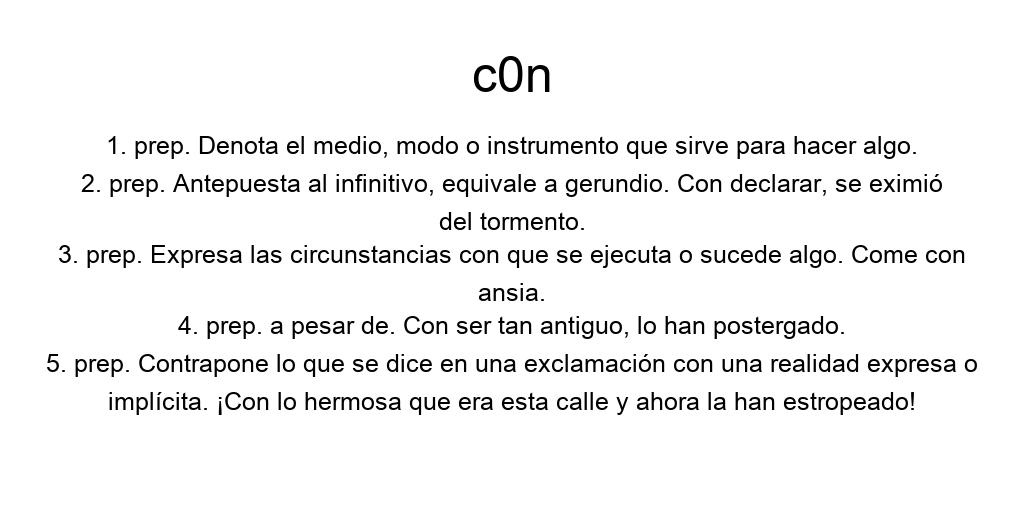 c0n
1. prep. Denota el medio, modo o instrumento que sirve para hacer algo.
2. prep. Antepuesta al infinitivo, equivale a gerundio. Con declarar, se eximió
del tormento.
3. prep. Expresa las circunstancias con que se ejecuta o sucede algo. Come con
ansia.
4. prep. a pesar de. Con ser tan antiguo, lo han postergado.
5. prep. Contrapone lo que se dice en una exclamación con una realidad expresa o
implícita. ¡Con lo hermosa que era esta calle y ahora la han estropeado!